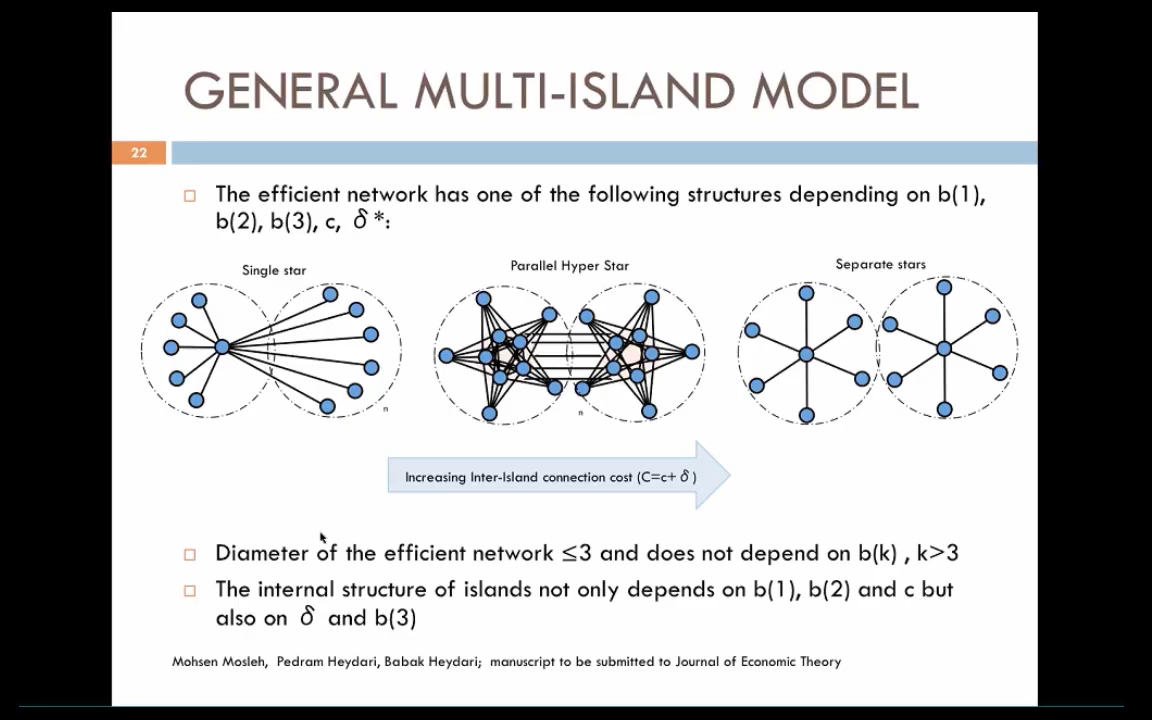 GENERAL MULTI-ISLAND MODEL
22
The efficient network has one of the following structures depending on b(1),
b(2), b(3), c, δ*:
Single star
Parallel Hyper Star
Separate stars
n
n
Increasing Inter-Island connection cost (C=c+ δ )
Diameter of the efficient network ≤3 and does not depend on b(k) , k>3
The internal structure of islands not only depends on b(1), b(2) and c but
also on δ and b(3)
Mohsen Mosleh, Pedram Heydari, Babak Heydari; manuscript to be submitted to Journal of Economic Theory